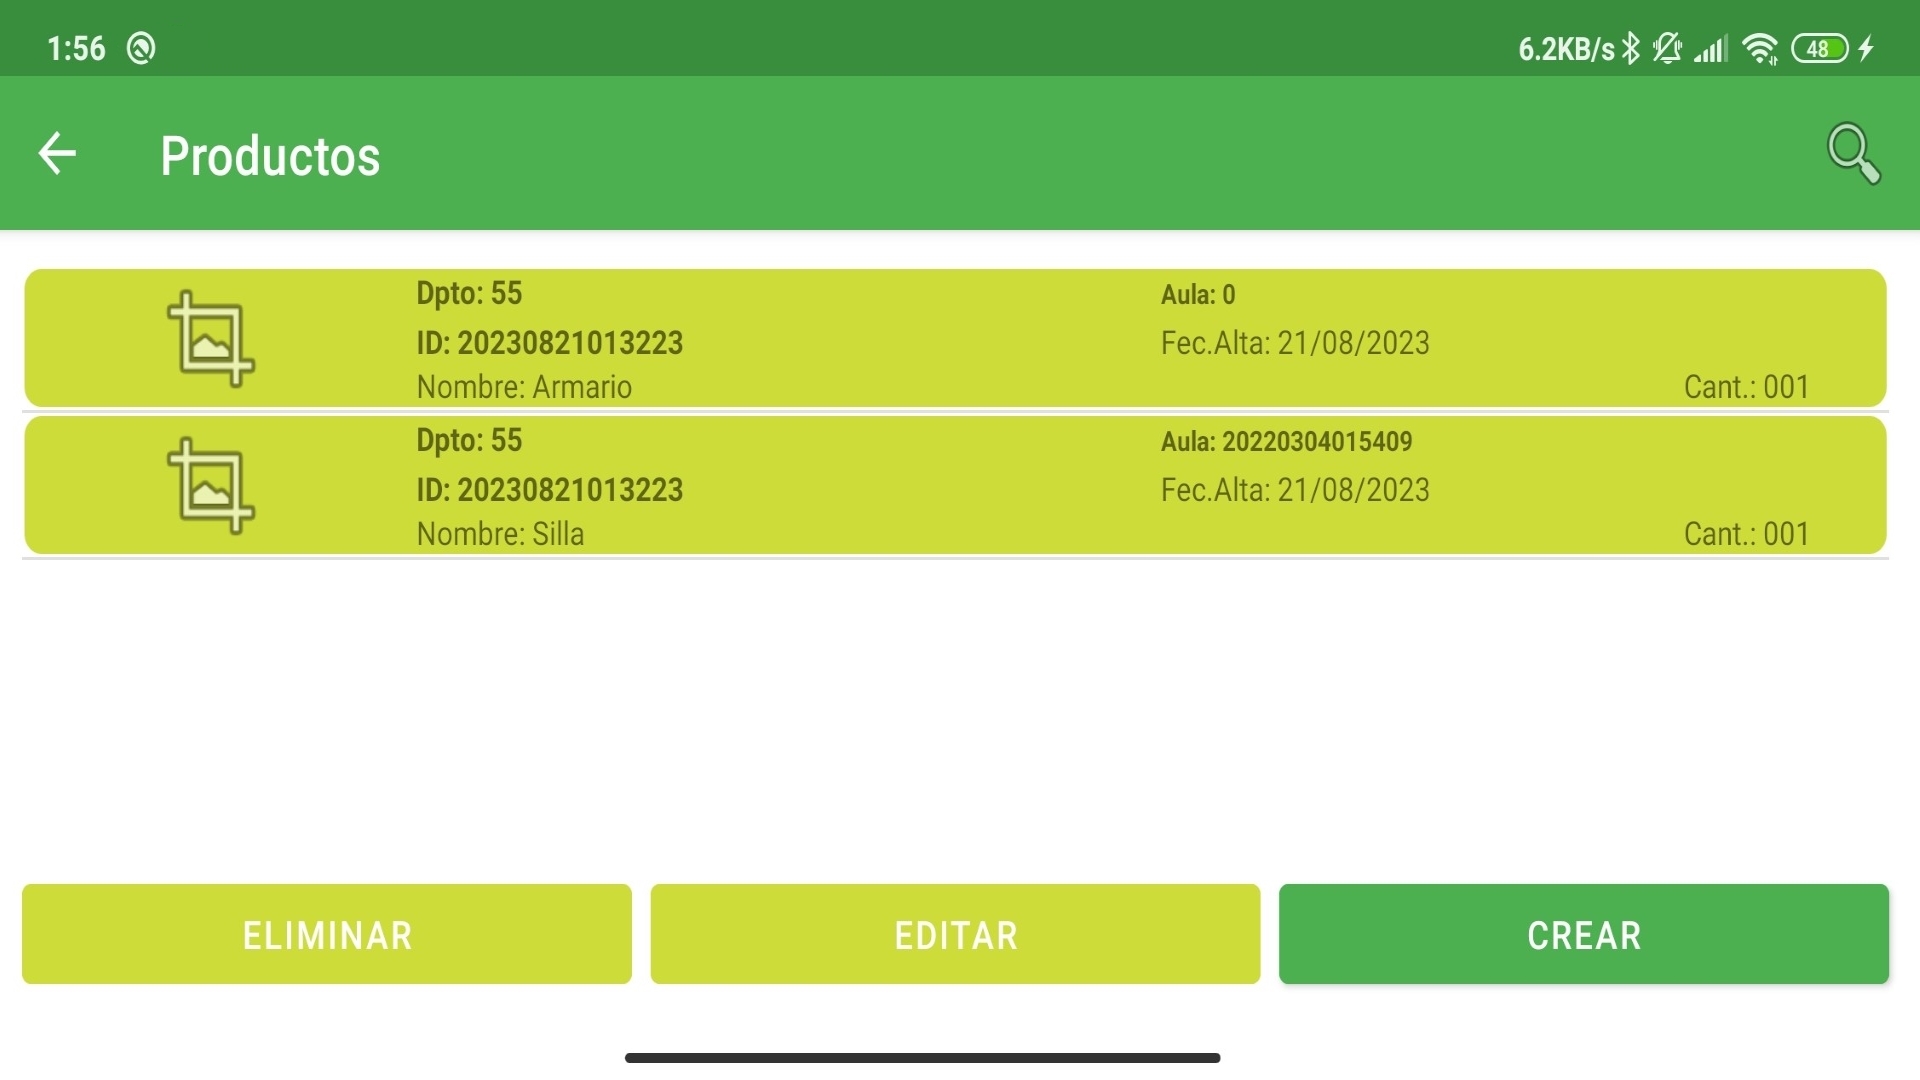 1:56 6.2KB/s 48
Productos
Dpto: 55 Aula: 0
ID: 20230821013223 Fec.Alta: 21/08/2023
Nombre: Armario Cant.: 001
Dpto: 55 Aula: 20220304015409
ID: 20230821013223 Fec.Alta: 21/08/2023
Nombre: Silla Cant.: 001
ELIMINAR EDITAR CREAR